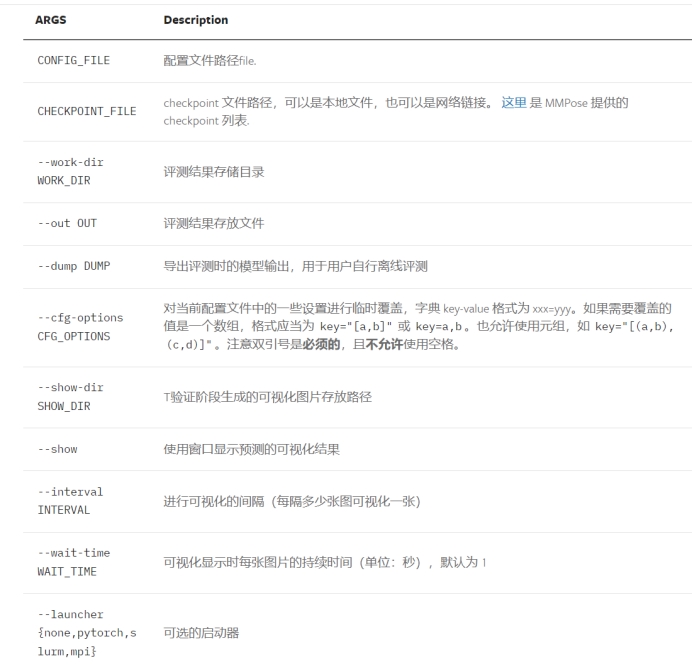 ARGS Description
CONFIG_FILE 配置文件路径file.
CHECKPOINT_FILE checkpoint 文件路径，可以是本地文件，也可以是网络链接。 这里 是 MMPose 提供的
checkpoint 列表.
--work-dir
WORK_DIR
评测结果存储目录
--out OUT 评测结果存放文件
--dump DUMP 导出评测时的模型输出，用于用户自行离线评测
--cfg-options
CFG_OPTIONS
对当前配置文件中的一些设置进行临时覆盖，字典 key-value 格式为 xxx=yyy。如果需要覆盖的
值是一个数组，格式应当为 key="[a,b]" 或 key=a,b 。也允许使用元组，如 key="[(a,b),
(c,d)]" 。注意双引号是必须的，且不允许使用空格。
--show-dir
SHOW_DIR
T验证阶段生成的可视化图片存放路径
--show 使用窗口显示预测的可视化结果
--interval
INTERVAL
进行可视化的间隔（每隔多少张图可视化一张）
--wait-time
WAIT_TIME
可视化显示时每张图片的持续时间（单位：秒），默认为 1
--launcher
{none,pytorch,s
lurm,mpi}
可选的启动器